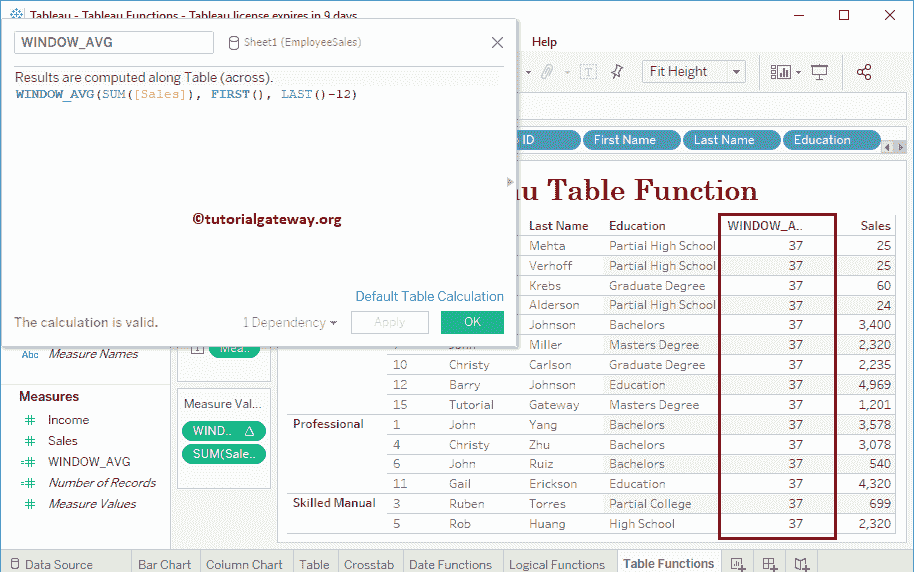 Tableau - Tableau Functions - Tableau license expires in 9 days
WINDOW_AVG
Sheet1 (EmployeeSales)
Help
Results are computed along Table (across).
WINDOW_AVG(SUM([Sales]), FIRST(), LAST()-12)
Fit Height
ID First Name Last Name Education
u Table Function
©tutorialgateway.org
Last Name Education WINDOW_A.. Sales
Mehta Partial High School 37 25
Verhoff Partial High School 37 25
Krebs Graduate Degree 37 60
Alderson Partial High School 37 24
Johnson Bachelors 37 3,400
Miller Masters Degree 37 2,320
10 Christy Carlson Graduate Degree 37 2,235
12 Barry Johnson Education 37 4,969
15 Tutorial Gateway Masters Degree 37 1,201
Professional 1 John Yang Bachelors 37 3,578
4 Christy Zhu Bachelors 37 3,078
6 John Ruiz Bachelors 37 540
11 Gail Erickson Education 37 4,320
Skilled Manual 3 Ruben Torres Partial College 37 699
5 Rob Huang High School 37 2,320
Default Table Calculation
The calculation is valid.
1 Dependency
Apply
OK
Abc Measure Names
Measures
Income
Sales
WINDOW_AVG
Number of Records
Measure Values
Mea..
Measure Val...
WIND..
SUM(Sale..
Data Source Bar Chart Column Chart Table Crosstab Date Functions Logical Functions Table Functions